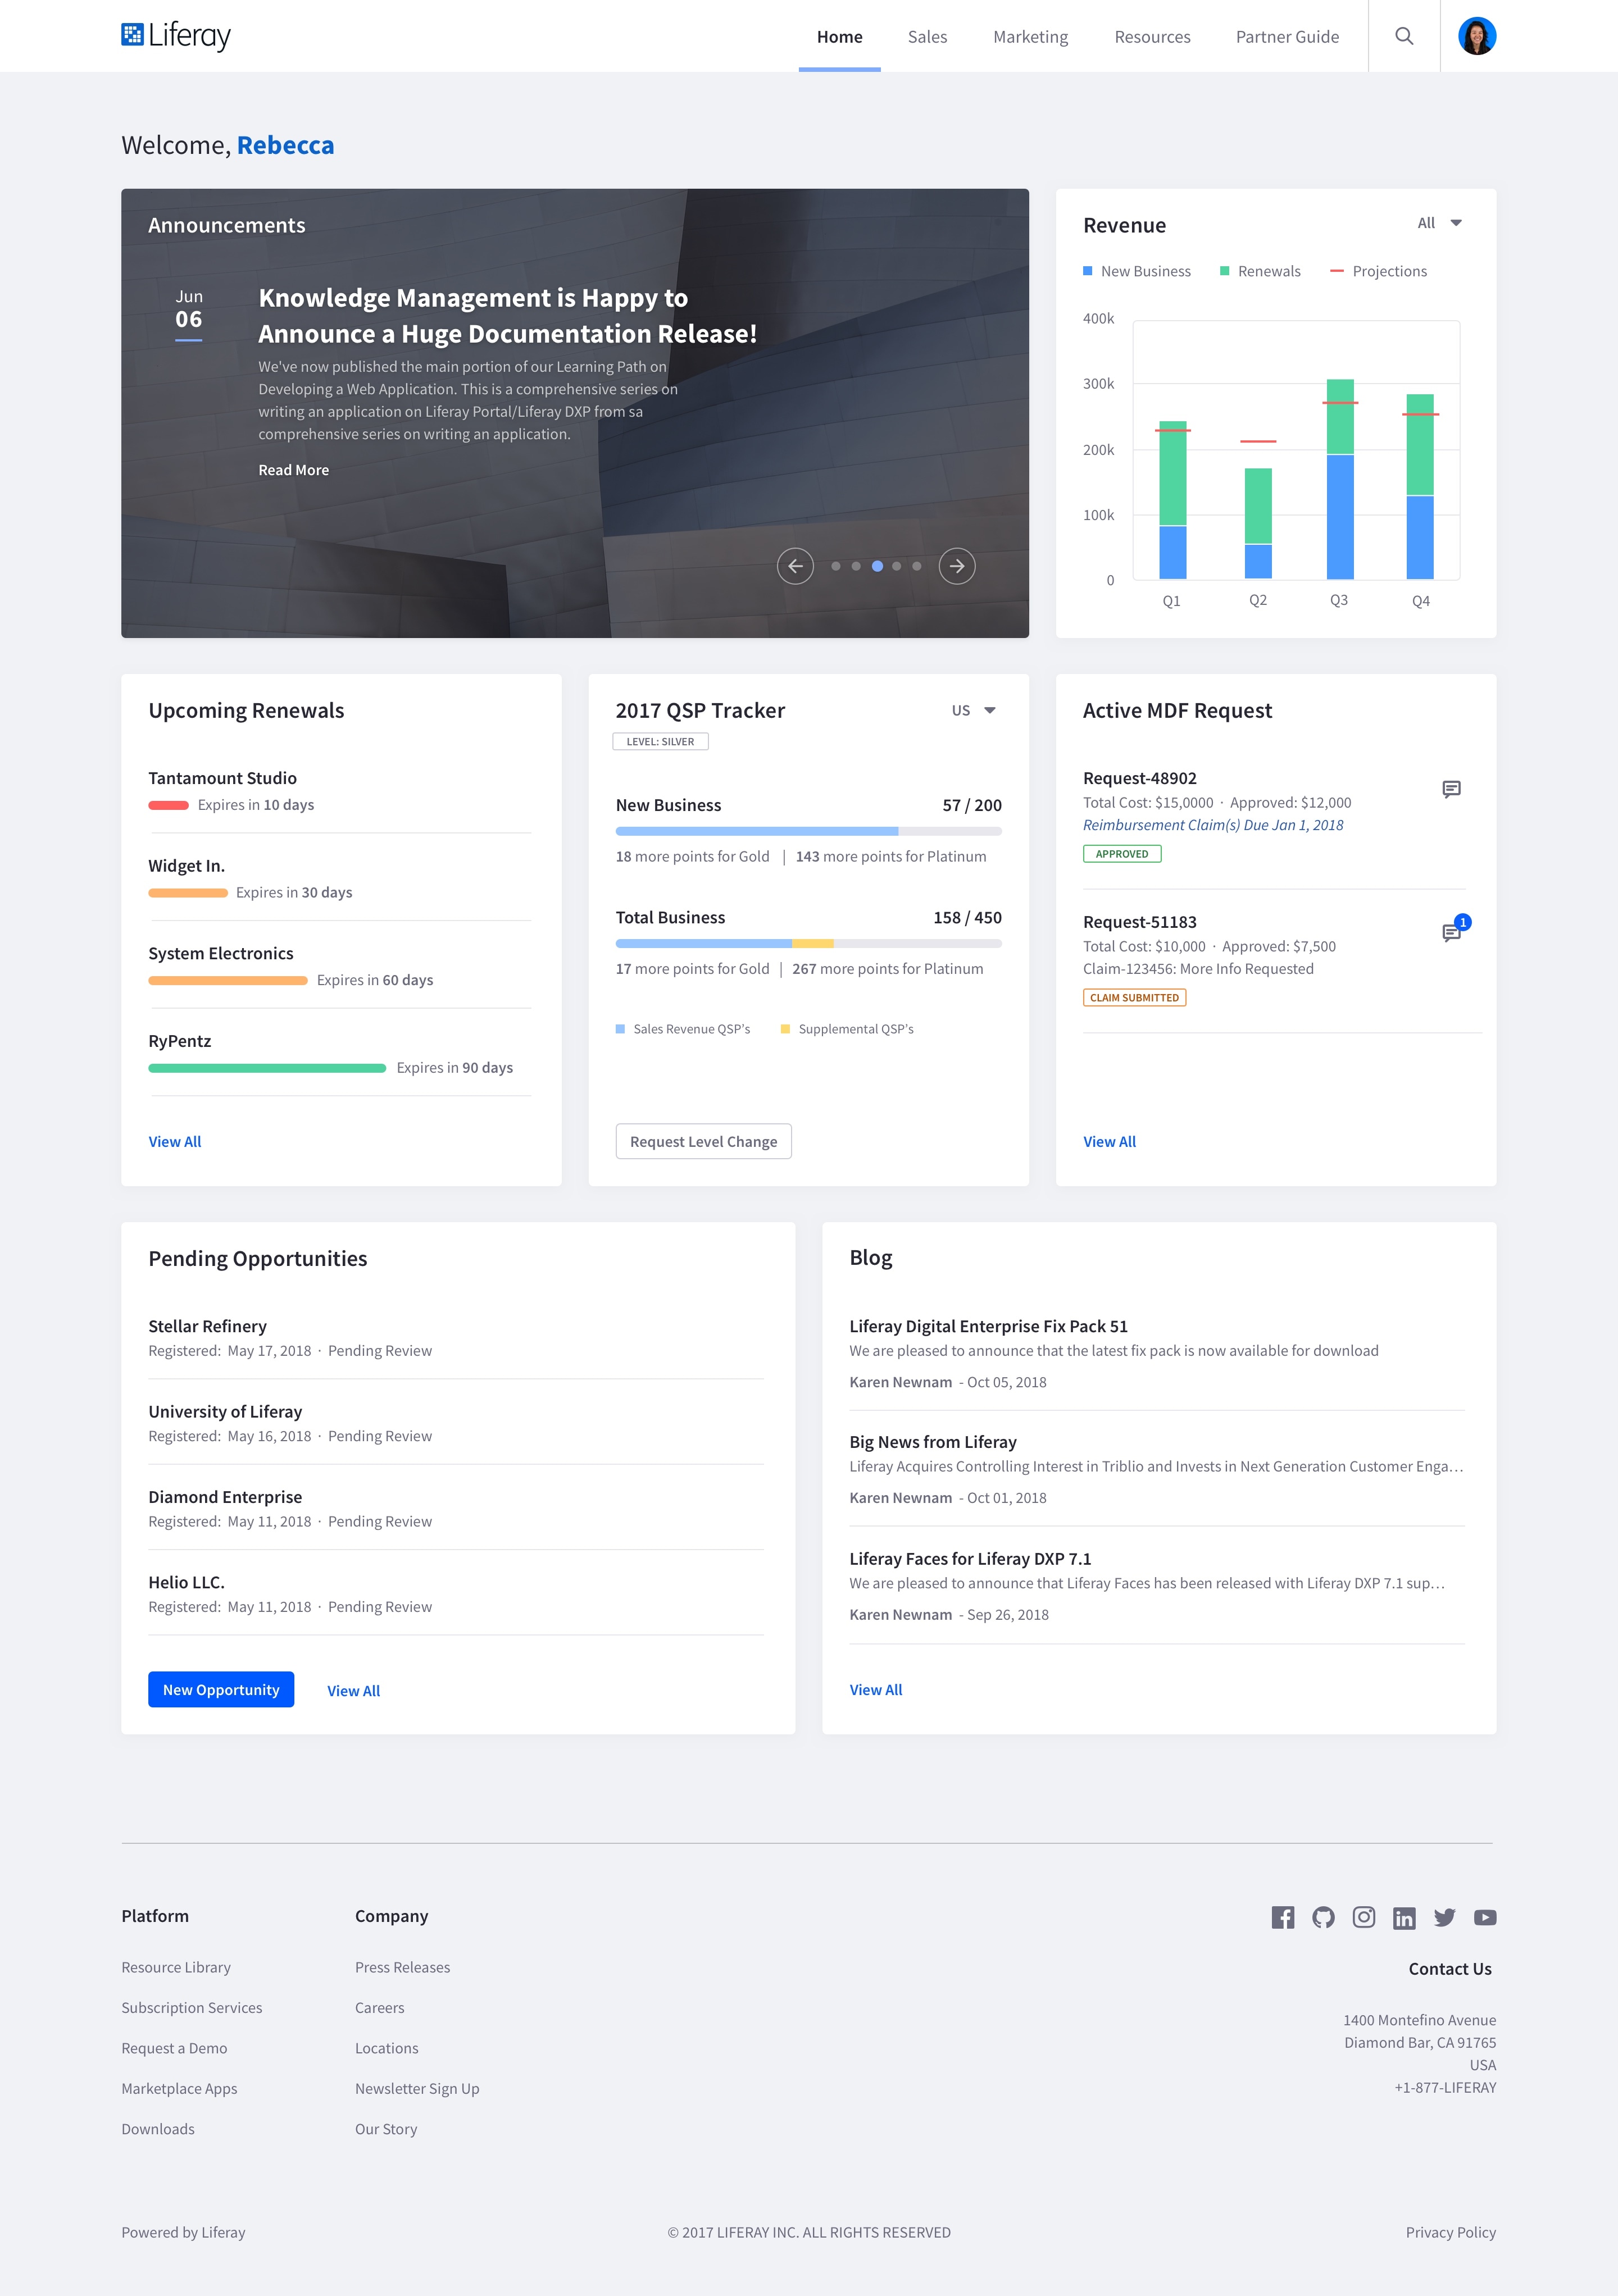 Liferay
Home
Sales
Marketing
Resources
Partner Guide
Welcome, Rebecca
Announcements
Jun
06
Knowledge Management is Happy to
Announce a Huge Documentation Release!
We've now published the main portion of our Learning Path on
Developing a Web Application. This is a comprehensive series on
writing an application on Liferay Portal/Liferay DXP from sa
comprehensive series on writing an application.
Read More
Revenue
All
New Business
Renewals
Projections
400k
300k
200k
100k
0
Q1
Q2
Q3
Q4
Upcoming Renewals
Tantamount Studio
Expires in 10 days
Widget In.
Expires in 30 days
System Electronics
Expires in 60 days
RyPentz
Expires in 90 days
View All
2017 QSP Tracker
US
LEVEL: SILVER
New Business
57 / 200
18 more points for Gold | 143 more points for Platinum
Total Business
158 / 450
17 more points for Gold | 267 more points for Platinum
Sales Revenue QSP's
Supplemental QSP's
Request Level Change
Active MDF Request
Request-48902
Total Cost: $15,0000 · Approved: $12,000
Reimbursement Claim(s) Due Jan 1, 2018
APPROVED
Request-51183
1
Total Cost: $10,000 · Approved: $7,500
Claim-123456: More Info Requested
CLAIM SUBMITTED
View All
Pending Opportunities
Stellar Refinery
Registered: May 17, 2018 · Pending Review
University of Liferay
Registered: May 16, 2018 · Pending Review
Diamond Enterprise
Registered: May 11, 2018 · Pending Review
Helio LLC.
Registered: May 11, 2018 · Pending Review
New Opportunity
View All
Blog
Liferay Digital Enterprise Fix Pack 51
We are pleased to announce that the latest fix pack is now available for download
Karen Newnam - Oct 05, 2018
Big News from Liferay
Liferay Acquires Controlling Interest in Triblio and Invests in Next Generation Customer Enga…
Karen Newnam - Oct 01, 2018
Liferay Faces for Liferay DXP 7.1
We are pleased to announce that Liferay Faces has been released with Liferay DXP 7.1 sup…
Karen Newnam - Sep 26, 2018
View All
Platform
Resource Library
Subscription Services
Request a Demo
Marketplace Apps
Downloads
Company
Press Releases
Careers
Locations
Newsletter Sign Up
Our Story
Contact Us
1400 Montefino Avenue
Diamond Bar, CA 91765
USA
+1-877-LIFERAY
Powered by Liferay
© 2017 LIFERAY INC. ALL RIGHTS RESERVED
Privacy Policy